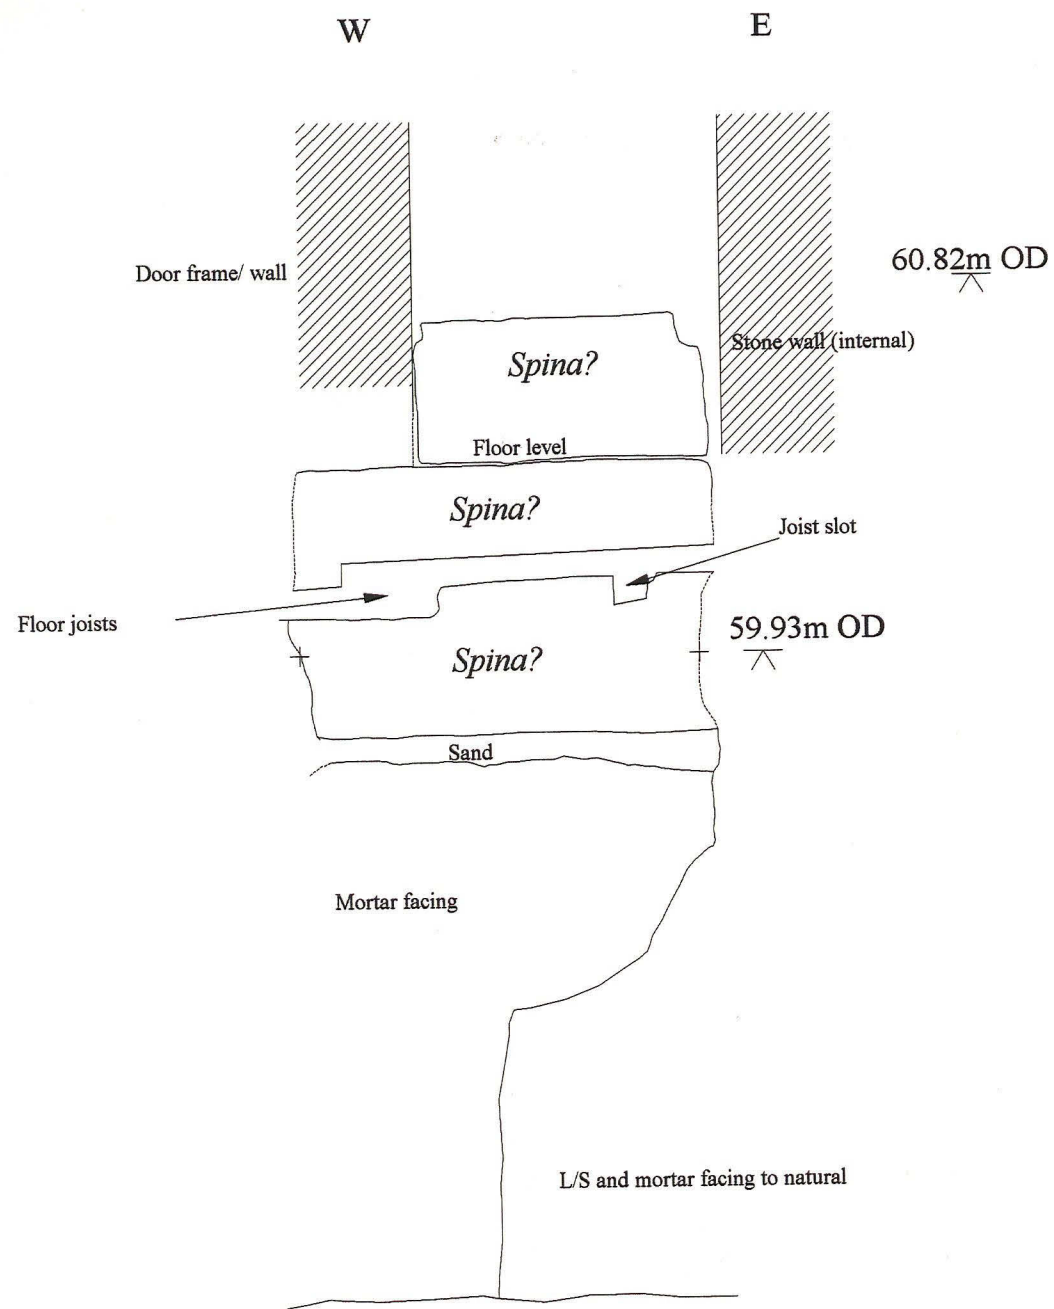 W
E
Door frame/ wall
60.82m OD
Stone wall (internal)
Spina?
Floor level
Spina?
Joist slot
Floor joists
59.93m OD
Spina?
Sand
Mortar facing
L/S and mortar facing to natural